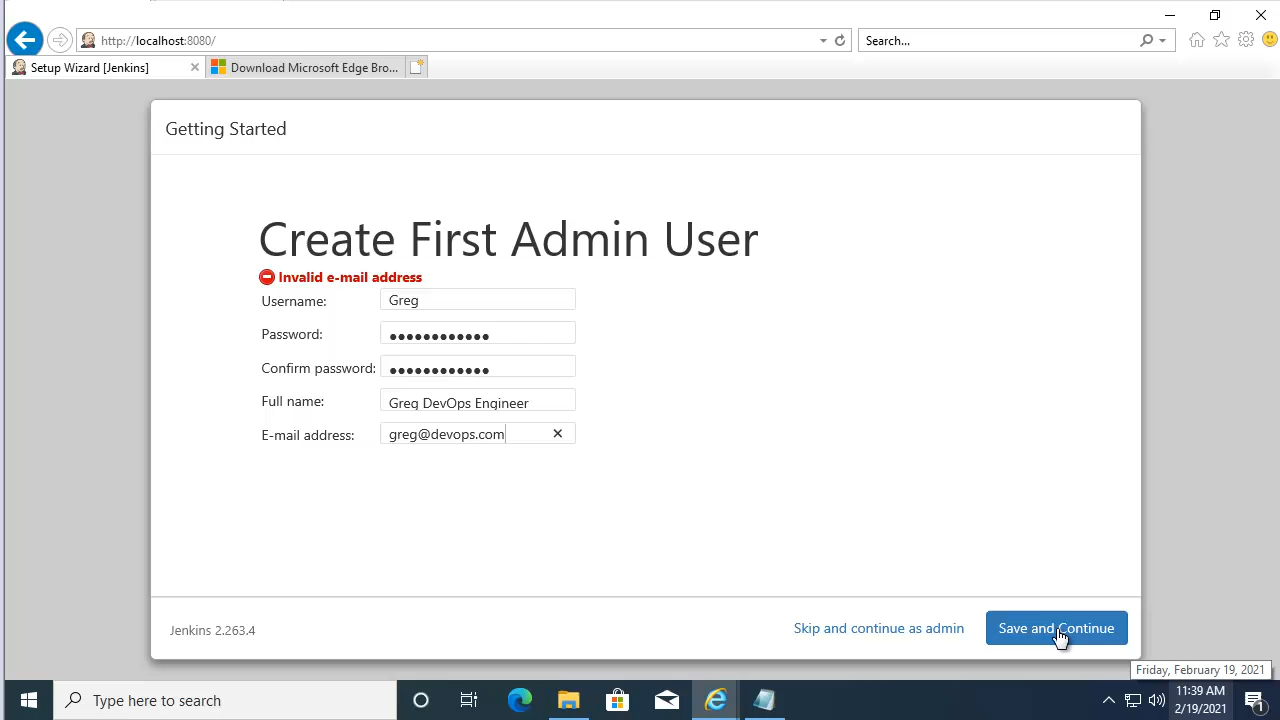 http://localhost:8080/
Search...
Setup Wizard [Jenkins]
Download Microsoft Edge Bro...
Getting Started
Create First Admin User
Invalid e-mail address
Username: Greg
Password: ●●●●●●●●●●●●
Confirm password: ●●●●●●●●●●●●
Full name: Greg DevOps Engineer
E-mail address: greg@devops.com
Jenkins 2.263.4
Skip and continue as admin
Save and Continue
Friday, February 19, 2021
Type here to search
11:39 AM
2/19/2021
1